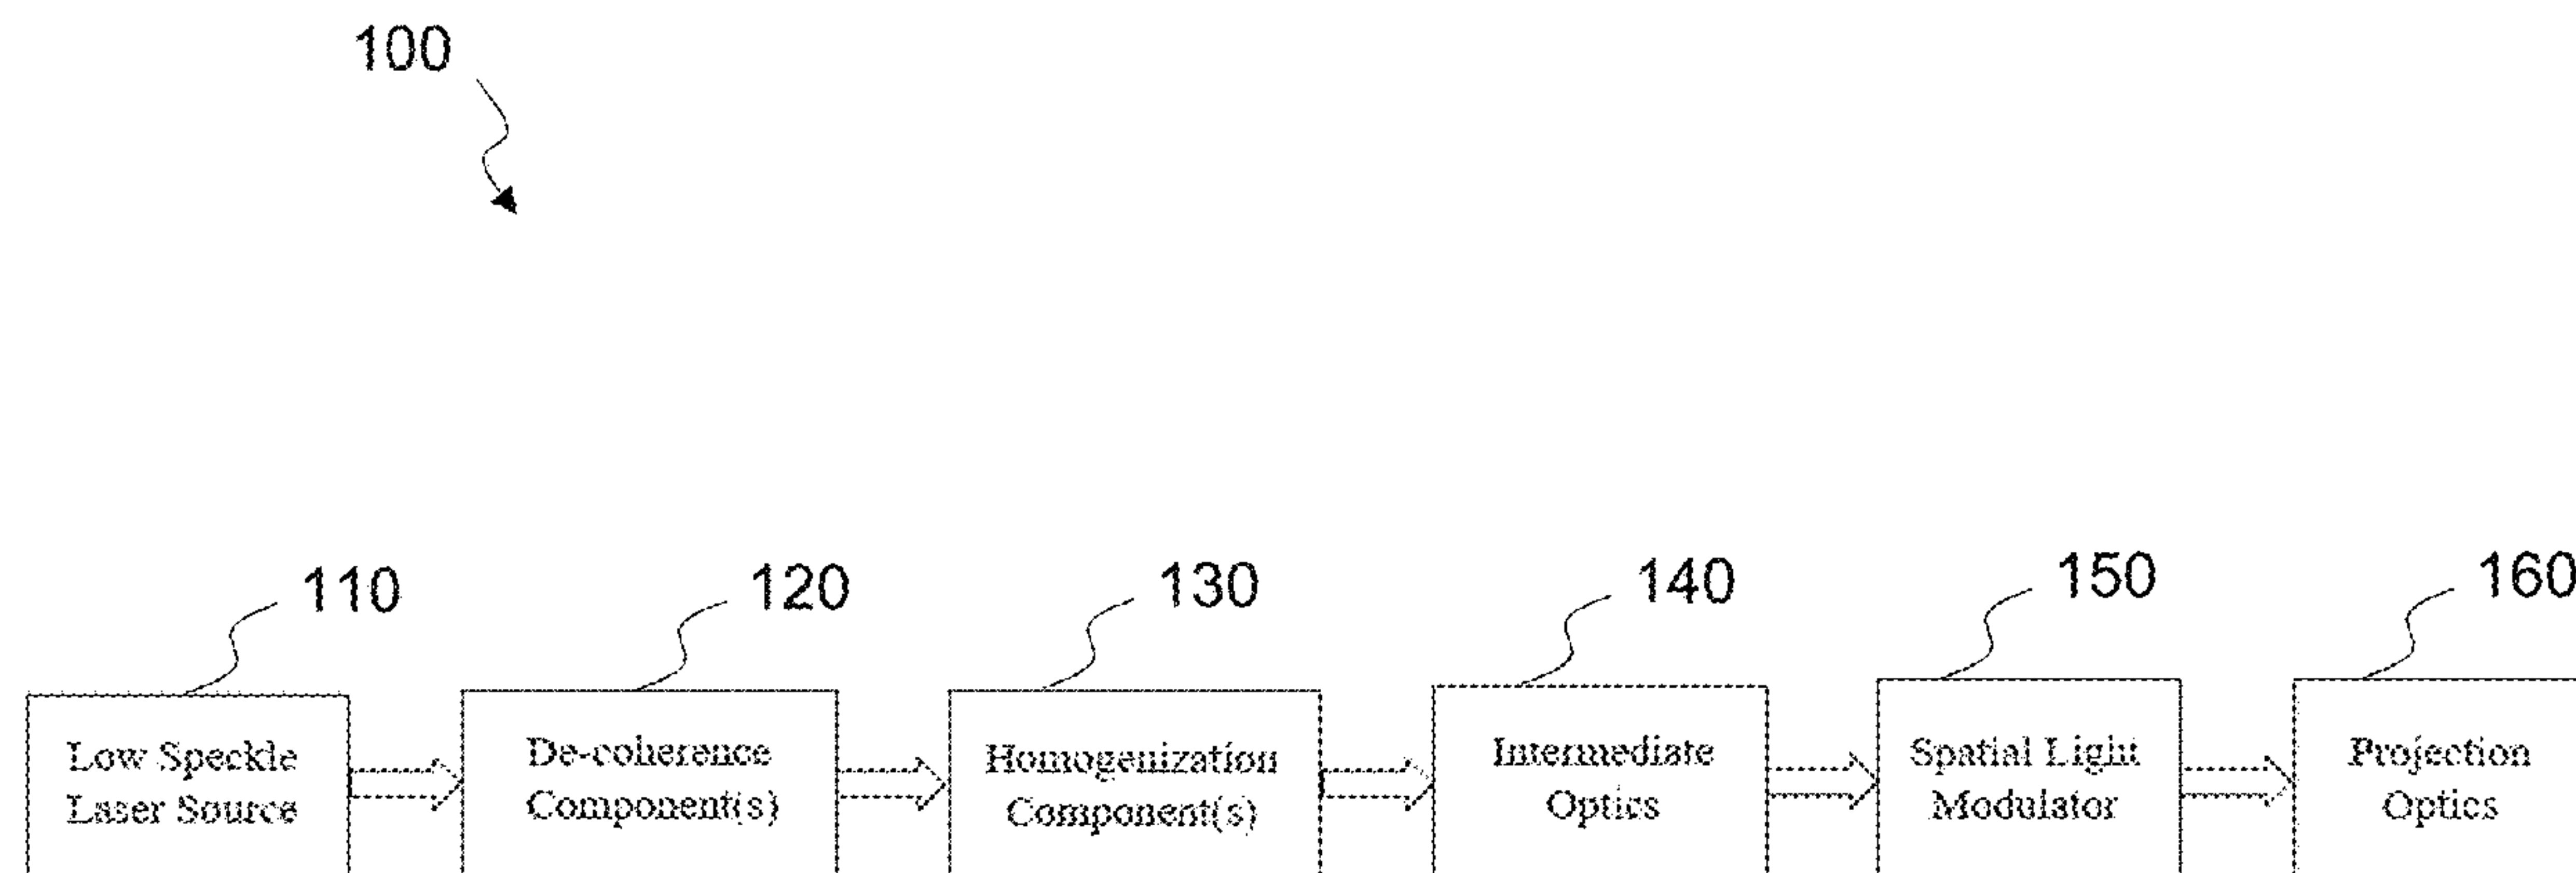 100
110
120
130
140
150
160
Low Speckle
Laser Source
De-coherence
Component(s)
Homogenization
Component(s)
Intermediate
Optics
Spatial Light
Modulator
Projection
Optics